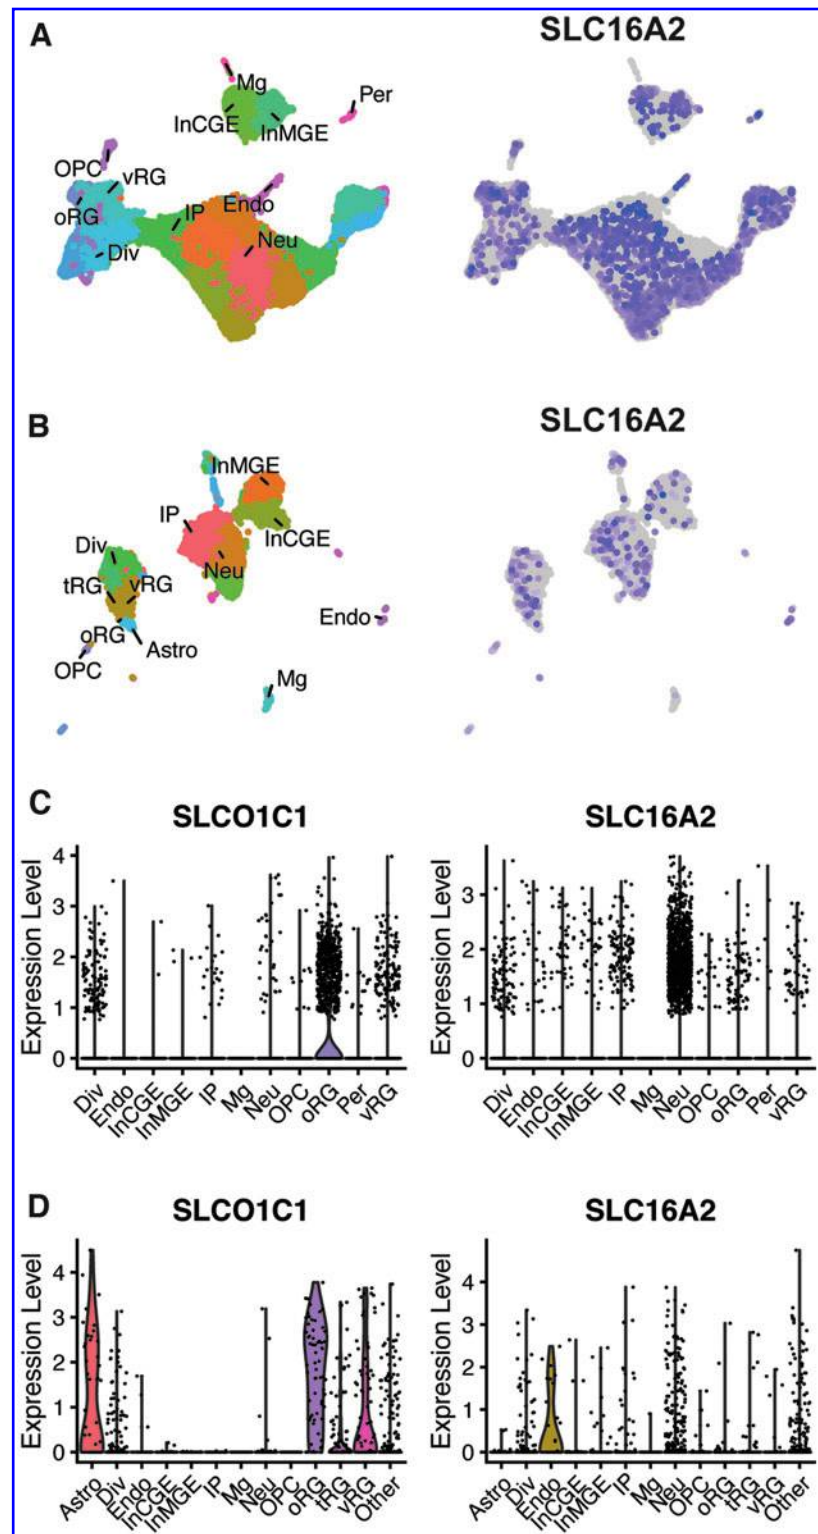 A
SLC16A2
Mg
Per
InCGE
InMGE
OPC
vRG
oRG
IP
Endo
Neu
Div
B
SLC16A2
InMGE
IP
InCGE
Div
Neu
tRG
vRG
oRG
Astro
OPC
Endo
Mg
C
SLCO1C1
SLC16A2
Expression Level
4
3
2
1
0
Div
Endo
InCGE
InMGE
IP
Mg
Neu
OPC
oRG
Per
vRG
Expression Level
3
2
1
0
Div
Endo
InCGE
InMGE
IP
Mg
Neu
OPC
oRG
Per
vRG
D
SLCO1C1
SLC16A2
Expression Level
4
3
2
1
0
Astro
Div
Endo
InCGE
InMGE
IP
Mg
Neu
OPC
oRG
tRG
vRG
Other
Expression Level
4
3
2
1
0
Astro
Div
Endo
InCGE
InMGE
IP
Mg
Neu
OPC
oRG
tRG
vRG
Other